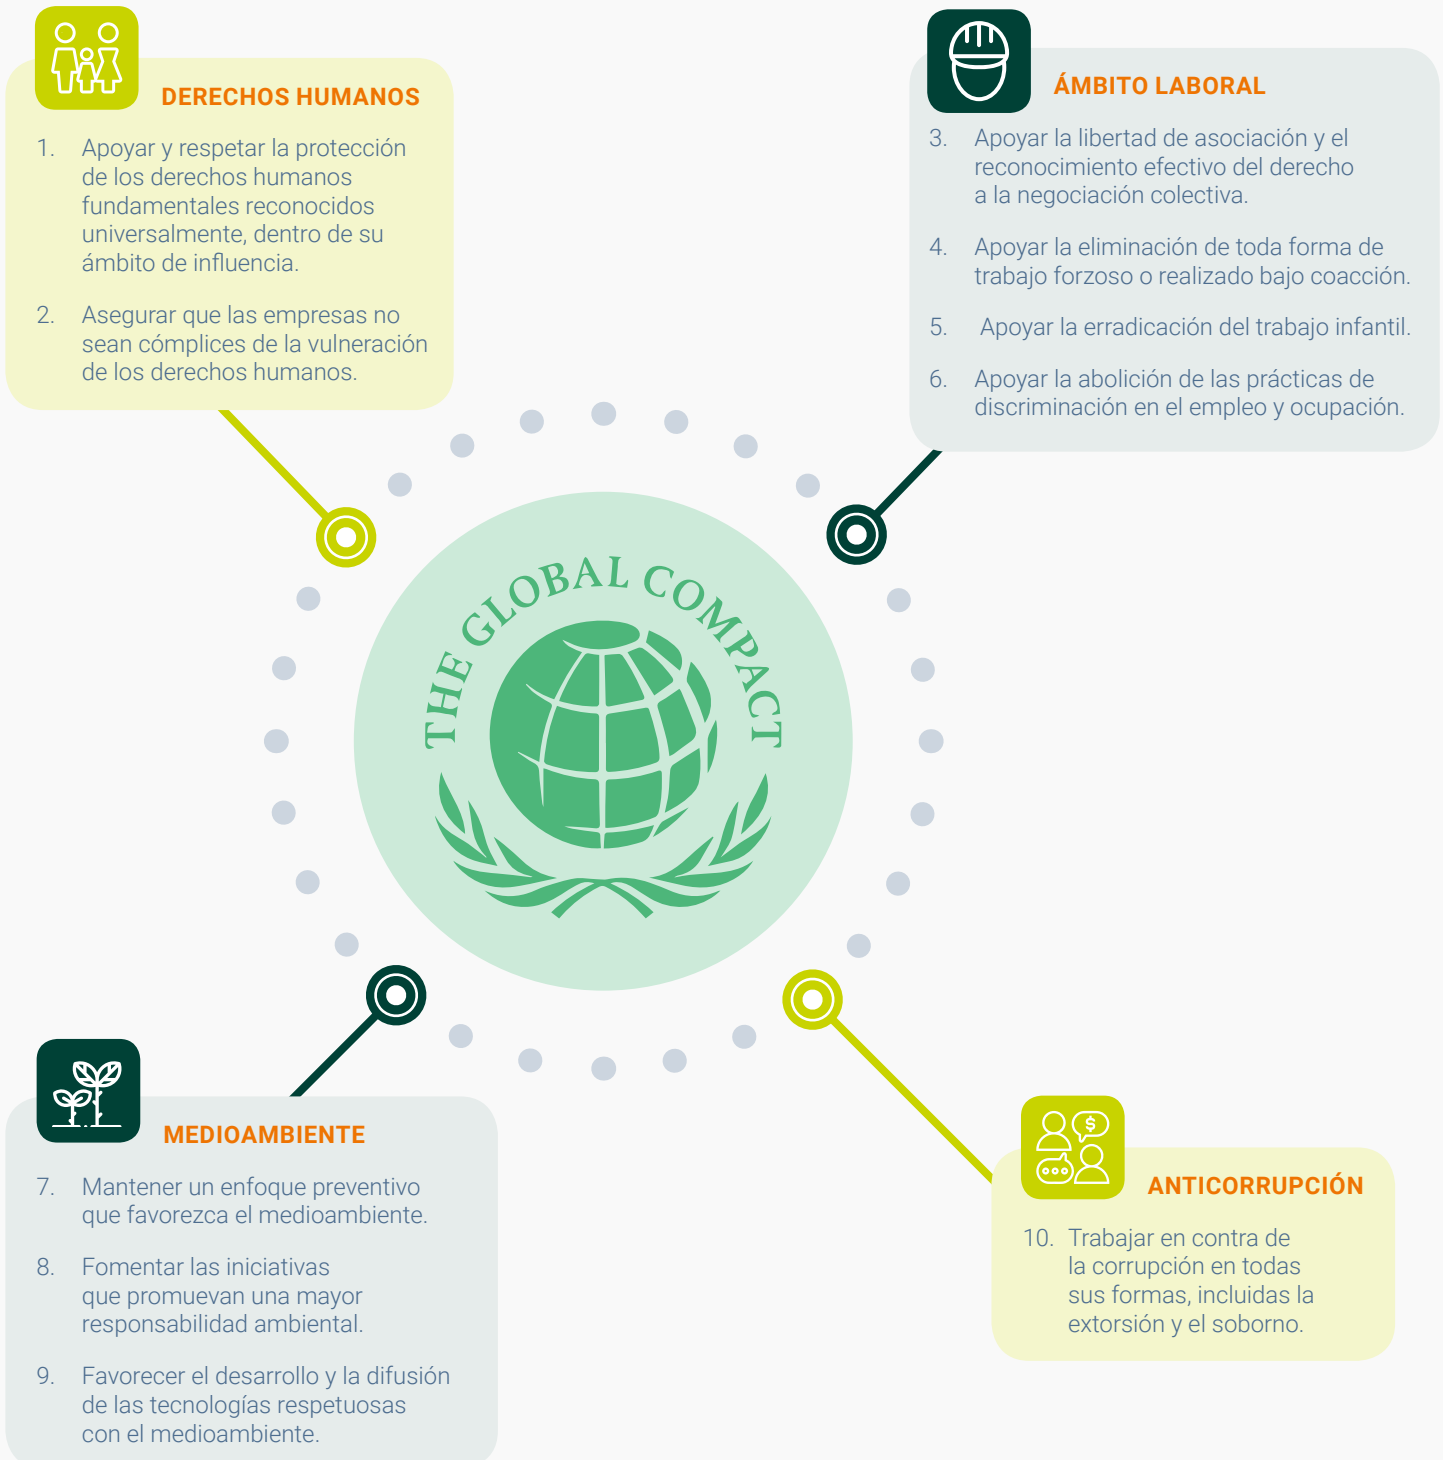 DERECHOS HUMANOS
1. Apoyar y respetar la protección
de los derechos humanos
fundamentales reconocidos
universalmente, dentro de su
ámbito de influencia.
2. Asegurar que las empresas no
sean cómplices de la vulneración
de los derechos humanos.
ÁMBITO LABORAL
3. Apoyar la libertad de asociación y el
reconocimiento efectivo del derecho
a la negociación colectiva.
4. Apoyar la eliminación de toda forma de
trabajo forzoso o realizado bajo coacción.
5. Apoyar la erradicación del trabajo infantil.
6. Apoyar la abolición de las prácticas de
discriminación en el empleo y ocupación.
THE GLOBAL COMPACT
MEDIOAMBIENTE
7. Mantener un enfoque preventivo
que favorezca el medioambiente.
8. Fomentar las iniciativas
que promuevan una mayor
responsabilidad ambiental.
9. Favorecer el desarrollo y la difusión
de las tecnologías respetuosas
con el medioambiente.
$
ANTICORRUPCIÓN
10. Trabajar en contra de
la corrupción en todas
sus formas, incluidas la
extorsión y el soborno.